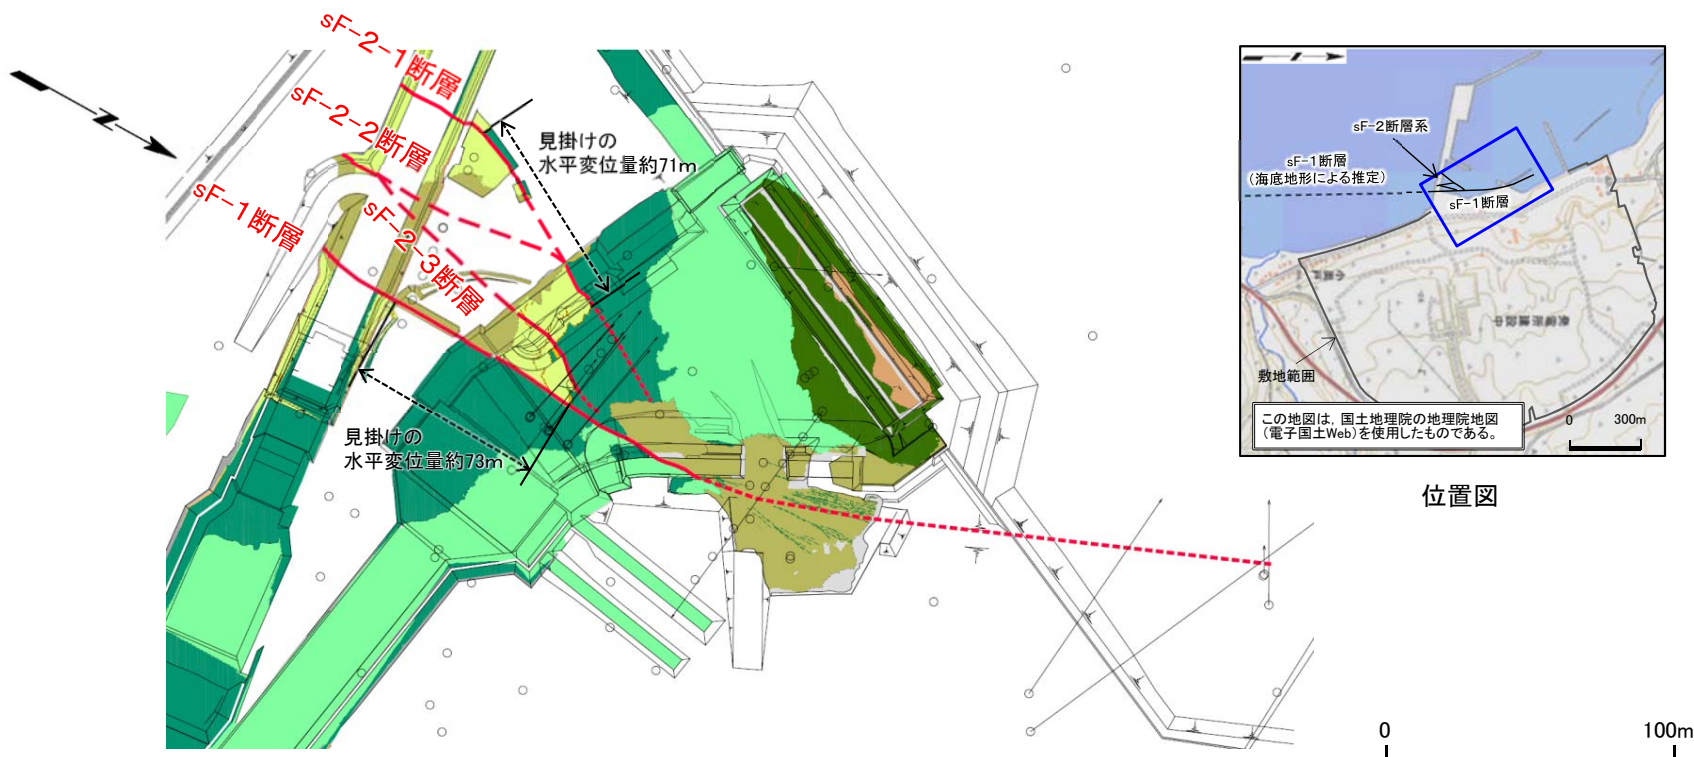 sF-2-1断層
sF-2-2断層
sF-1断層
sF-2-3断層
N
見掛けの
水平変位量約71m
見掛けの
水平変位量約73m
sF-2断層系
sF-1断層
(海底地形による推定)
sF-1断層
敷地範囲
この地図は,国土地理院の地理院地図
(電子国土Web)を使用したものである。
0 300m
位置図
0 100m